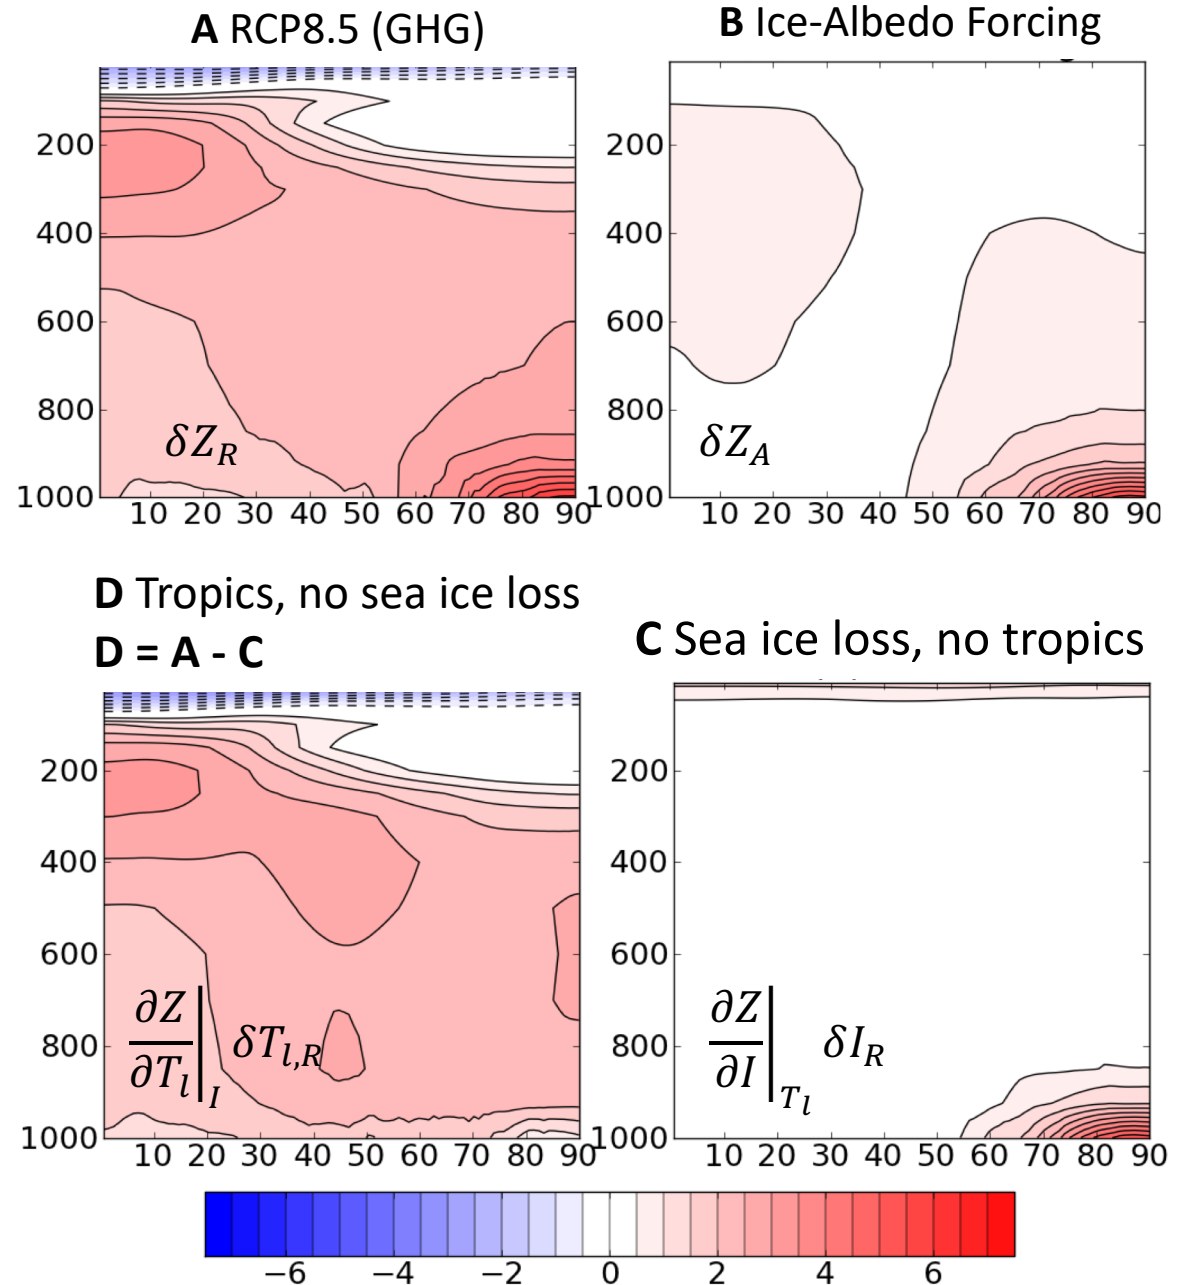 A RCP8.5 (GHG)
200
400
600
800
1000
δZ_R
10 20 30 40 50 60 70 80 90
B Ice-Albedo Forcing
200
400
600
800
1000
δZ_A
10 20 30 40 50 60 70 80 90
D Tropics, no sea ice loss
D = A - C
200
400
600
800
1000
∂Z/∂T_l|_I δT_{l,R}
10 20 30 40 50 60 70 80 90
C Sea ice loss, no tropics
200
400
600
800
1000
∂Z/∂I|_{T_l} δI_R
10 20 30 40 50 60 70 80 90
−6 −4 −2 0 2 4 6